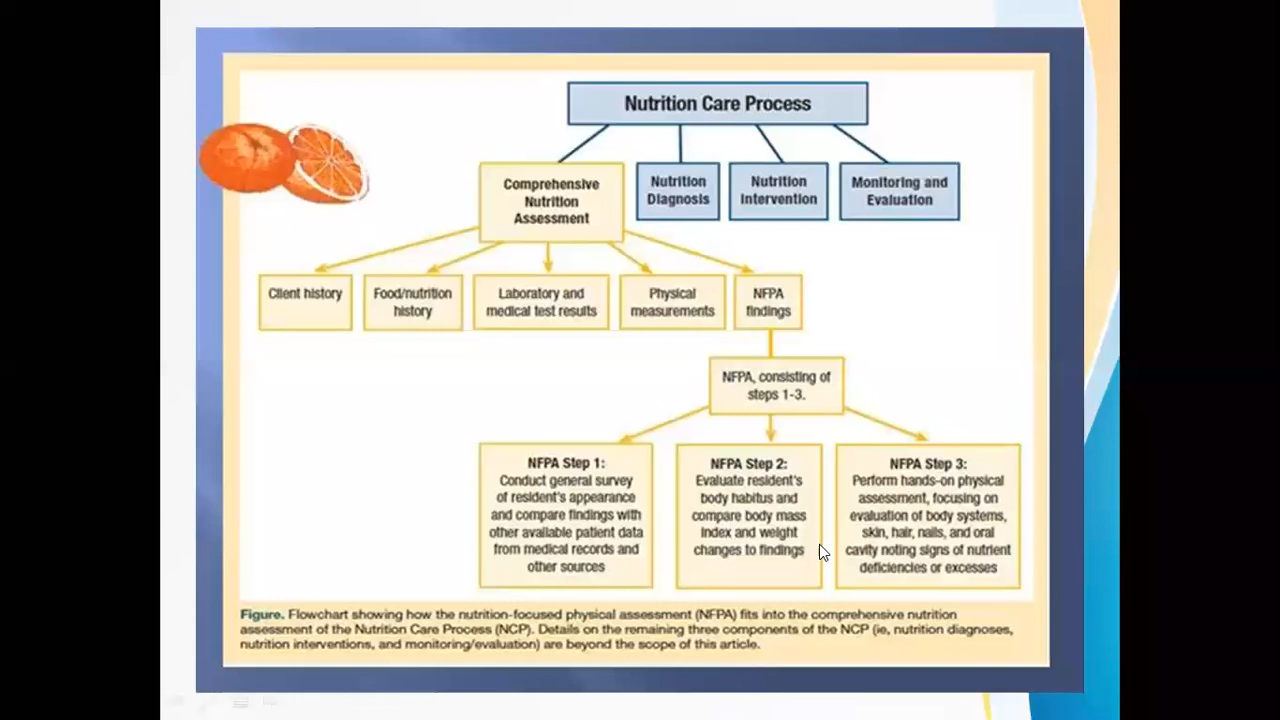 Nutrition Care Process
Comprehensive
Nutrition
Assessment
Nutrition
Diagnosis
Nutrition
Intervention
Monitoring and
Evaluation
Client history
Food/nutrition
history
Laboratory and
medical test results
Physical
measurements
NFPA
findings
NFPA, consisting of
steps 1-3.
NFPA Step 1:
Conduct general survey
of resident's appearance
and compare findings with
other available patient data
from medical records and
other sources
NFPA Step 2:
Evaluate resident's
body habitus and
compare body mass
index and weight
changes to findings
NFPA Step 3:
Perform hands-on physical
assessment, focusing on
evaluation of body systems,
skin, hair, nails, and oral
cavity noting signs of nutrient
deficiencies or excesses
Figure. Flowchart showing how the nutrition-focused physical assessment (NFPA) fits into the comprehensive nutrition
assessment of the Nutrition Care Process (NCP). Details on the remaining three components of the NCP (ie, nutrition diagnoses,
nutrition interventions, and monitoring/evaluation) are beyond the scope of this article.